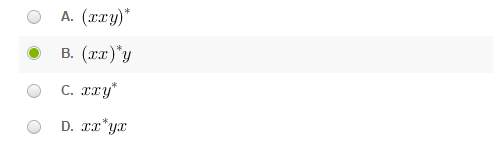 A. (xxy)*
B. (xx)*y
C. xxy*
D. xx*yx